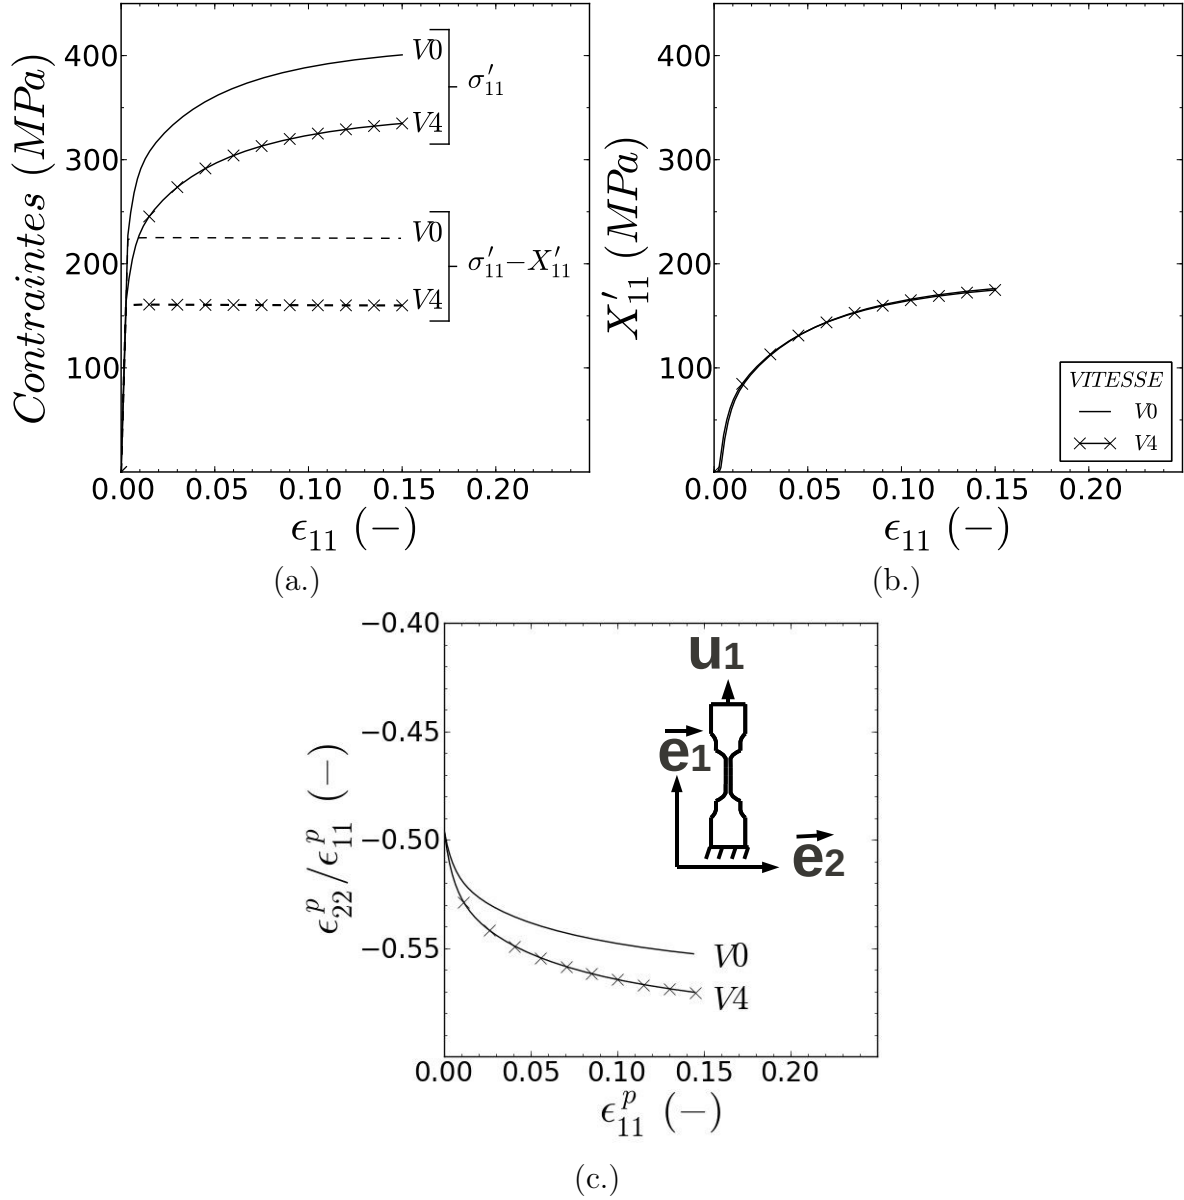 Contraintes (MPa)
400
300
200
100
V0
V4
σ′11
V0
V4
σ′11−X′11
0.00 0.05 0.10 0.15 0.20
ϵ11 (−)
(a.)
X′11 (MPa)
400
300
200
100
VITESSE
V0
V4
0.00 0.05 0.10 0.15 0.20
ϵ11 (−)
(b.)
ϵp22/ϵp11 (−)
−0.40
−0.45
−0.50
−0.55
u1
e1
e2
V0
V4
0.00 0.05 0.10 0.15 0.20
ϵp11 (−)
(c.)